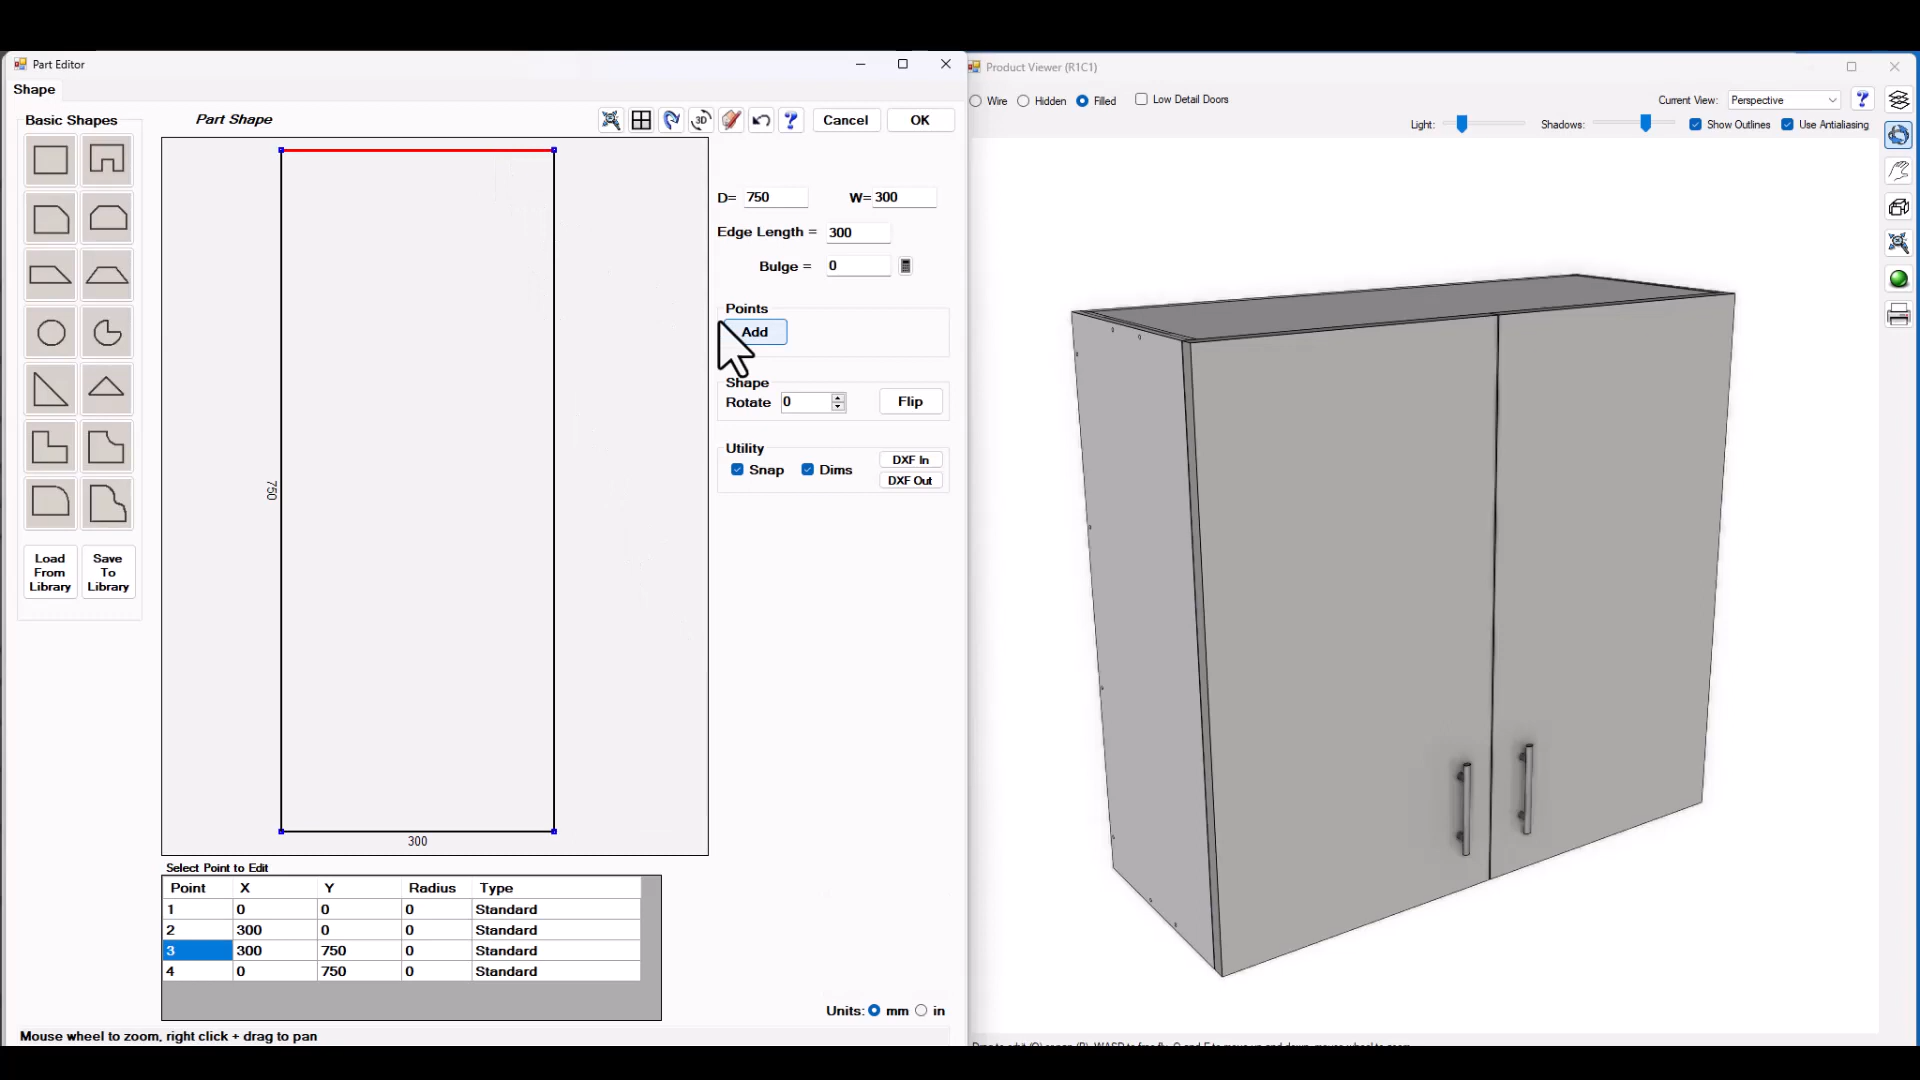 Part Editor
Shape
Basic Shapes
Part Shape
3D
?
Cancel
OK
D= 750
W= 300
Edge Length = 300
Bulge = 0
Points
Add
Shape
Rotate 0
Flip
Utility
Snap
Dims
DXF In
DXF Out
Load From Library
Save To Library
750
300
Select Point to Edit
Point X Y Radius Type
1 0 0 0 Standard
2 300 0 0 Standard
3 300 750 0 Standard
4 0 750 0 Standard
Units: mm in
Mouse wheel to zoom, right click + drag to pan
Product Viewer (R1C1)
Wire Hidden Filled Low Detail Doors
Current View: Perspective ?
Light: Shadows: Show Outlines Use Antialiasing